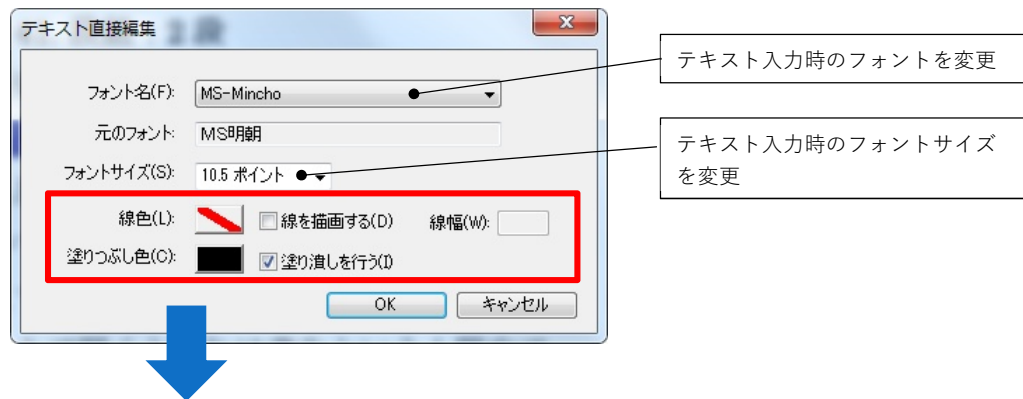 テキスト直接編集
フォント名(F): MS-Mincho
元のフォント: MS明朝
フォントサイズ(S): 10.5 ポイント
線色(L): 線を描画する(D) 線幅(W):
塗りつぶし色(C): 塗り潰しを行う(I)
OK キャンセル
テキスト入力時のフォントを変更
テキスト入力時のフォントサイズ
を変更